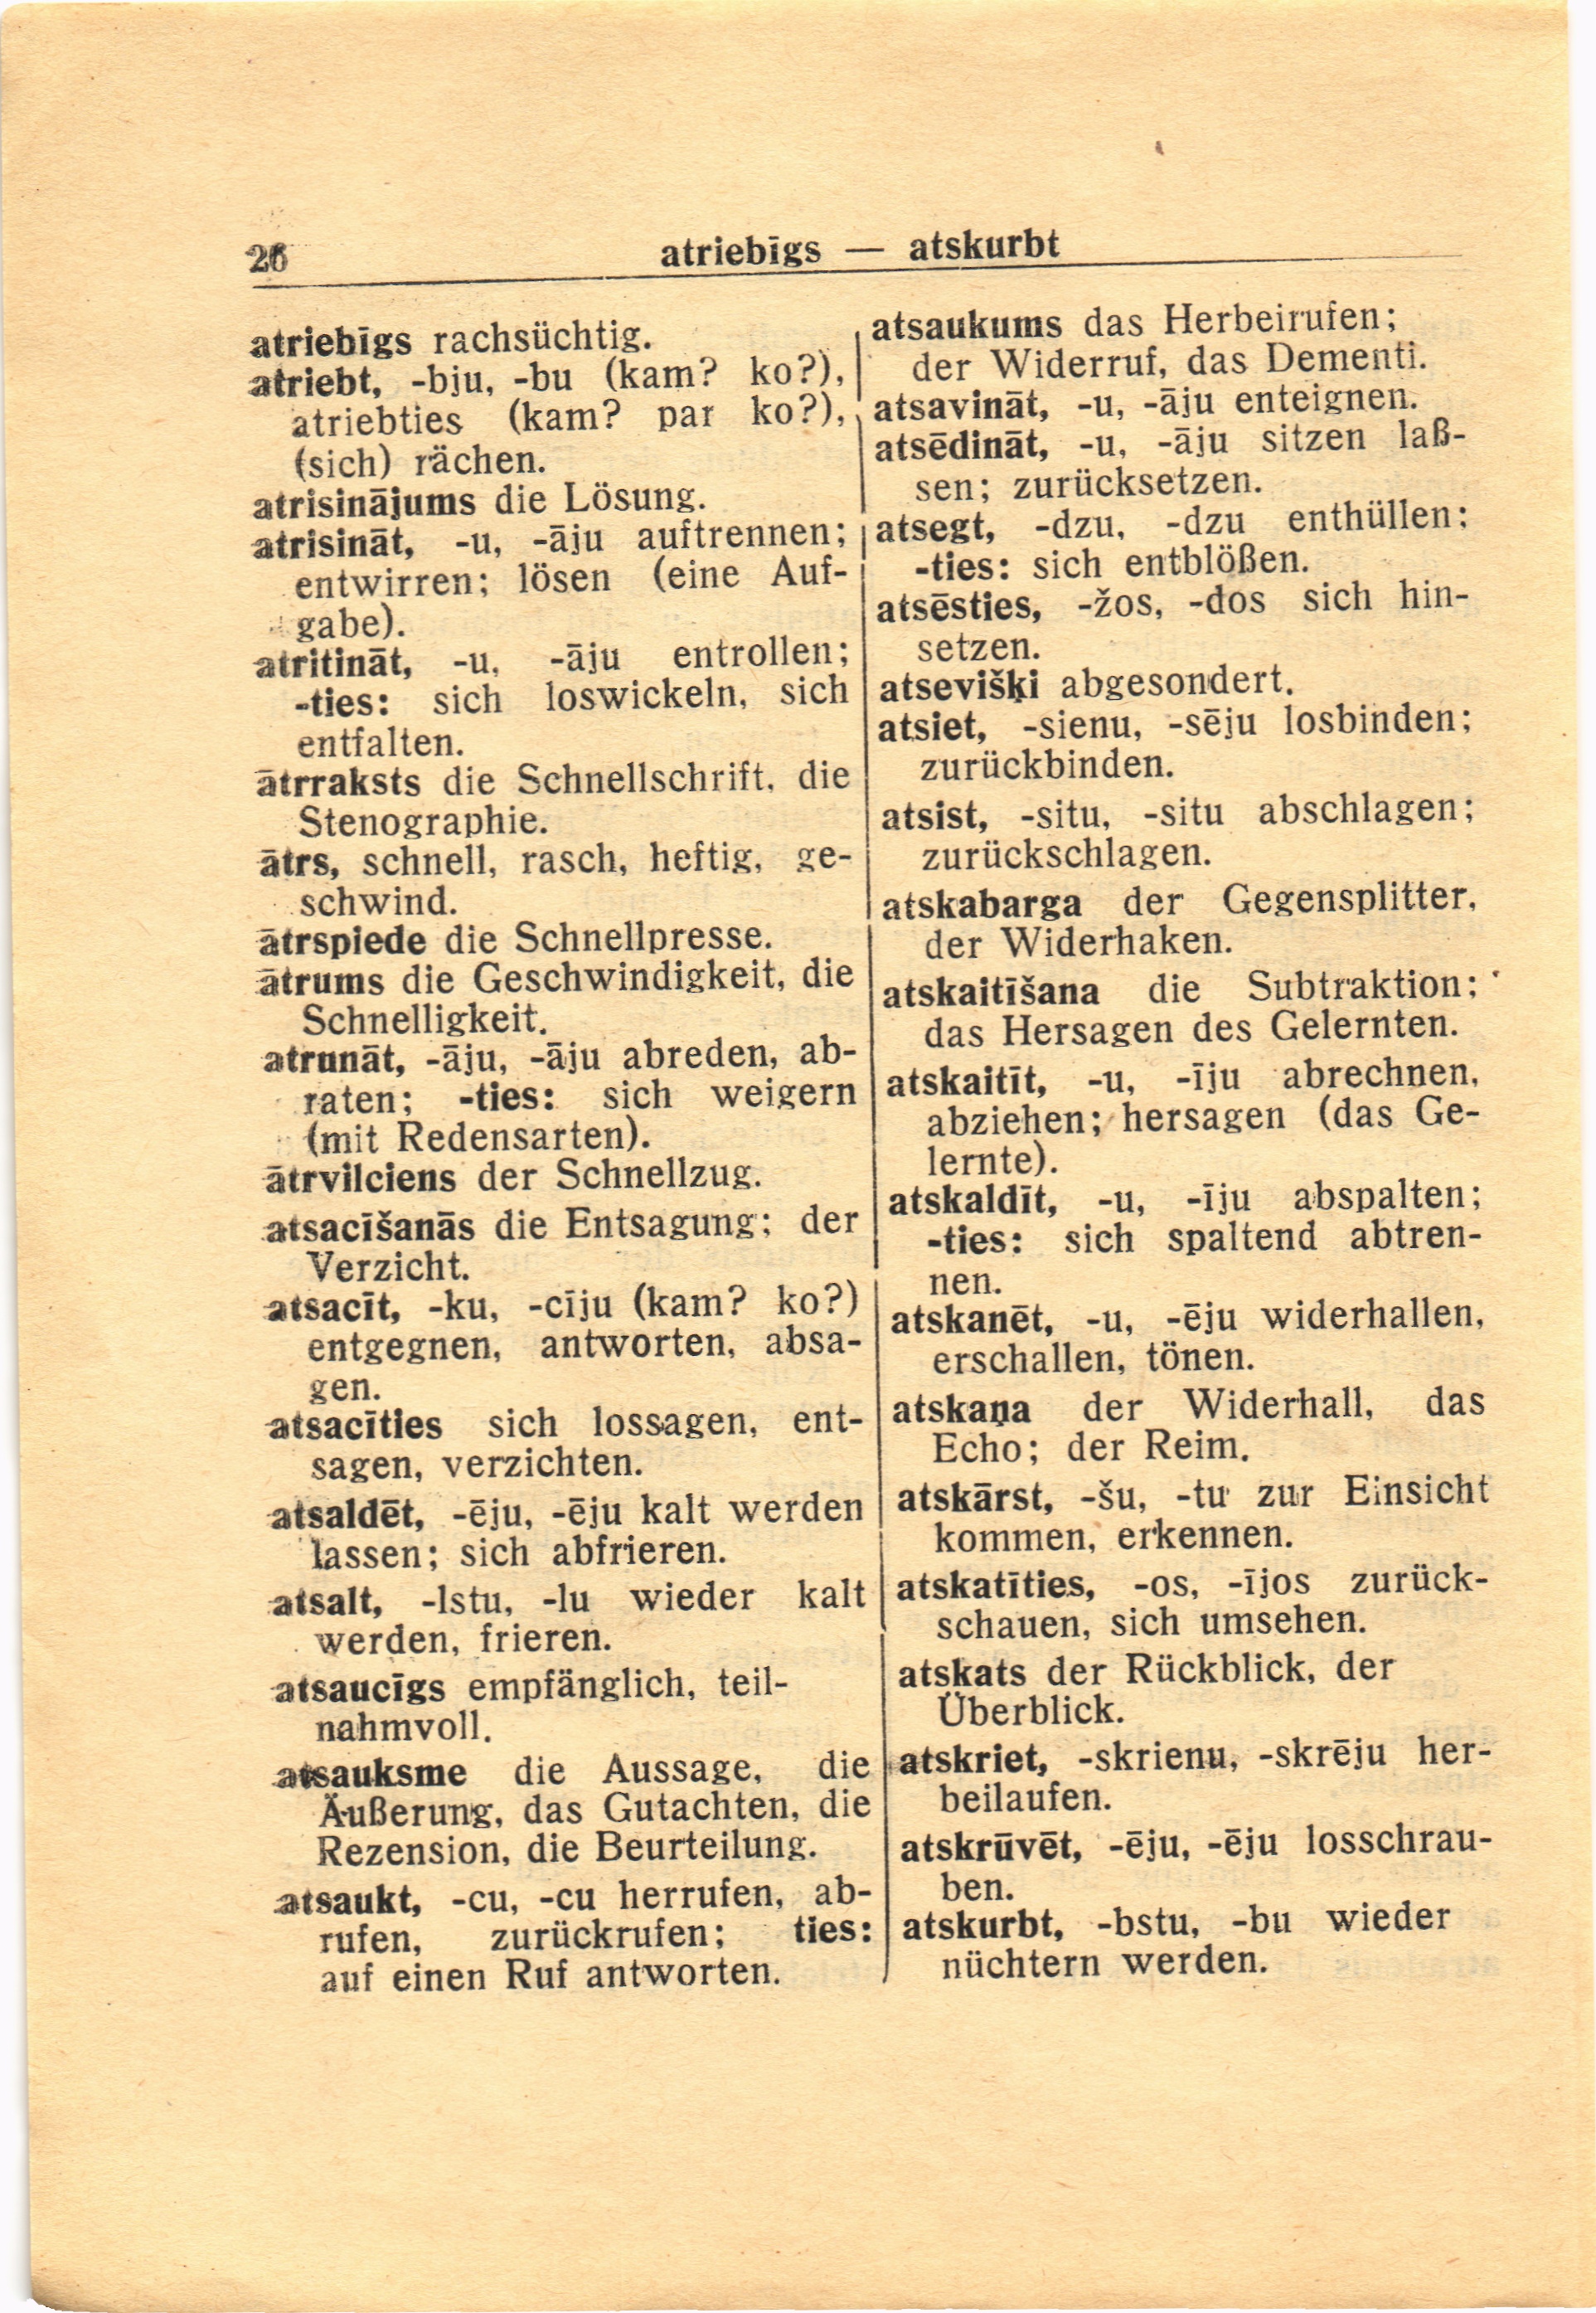 26
atriebīgs — atskurbt
atriebīgs rachsüchtig.
atriebt, -bju, -bu (kam? ko?),
atriebties (kam? par ko?),
(sich) rächen.
atrisinājums die Lösung.
atrisināt, -u, -āju auftrennen;
entwirren; lösen (eine Auf-
gabe).
atritināt, -u, -āju entrollen;
-ties: sich loswickeln, sich
entfalten.
ātrraksts die Schnellschrift, die
Stenographie.
ātrs, schnell, rasch, heftig, ge-
schwind.
ātrspiede die Schnellpresse.
ātrums die Geschwindigkeit, die
Schnelligkeit.
atrunāt, -āju, -āju abreden, ab-
raten; -ties: sich weigern
(mit Redensarten).
ātrvilciens der Schnellzug.
atsacīšanās die Entsagung; der
Verzicht.
atsacīt, -ku, -cīju (kam? ko?)
entgegnen, antworten, absa-
gen.
atsacīties sich lossagen, ent-
sagen, verzichten.
atsaldēt, -ēju, -ēju kalt werden
lassen; sich abfrieren.
atsalt, -lstu, -lu wieder kalt
werden, frieren.
atsaucīgs empfänglich, teil-
nahmvoll.
atsauksme die Aussage, die
Äußerung, das Gutachten, die
Rezension, die Beurteilung.
atsaukt, -cu, -cu herrufen, ab-
rufen, zurückrufen; ties:
auf einen Ruf antworten.
atsaukums das Herbeirufen;
der Widerruf, das Dementi.
atsavināt, -u, -āju enteignen.
atsēdināt, -u, -āju sitzen laß-
sen; zurücksetzen.
atsegt, -dzu, -dzu enthüllen;
-ties: sich entblößen.
atsēsties, -žos, -dos sich hin-
setzen.
atsevišķi abgesondert.
atsiet, -sienu, -sēju losbinden;
zurückbinden.
atsist, -situ, -situ abschlagen;
zurückschlagen.
atskabarga der Gegensplitter,
der Widerhaken.
atskaitīšana die Subtraktion;
das Hersagen des Gelernten.
atskaitīt, -u, -īju abrechnen,
abziehen; hersagen (das Ge-
lernte).
atskaldīt, -u, -īju abspalten;
-ties: sich spaltend abtren-
nen.
atskanēt, -u, -ēju widerhallen,
erschallen, tönen.
atskaņa der Widerhall, das
Echo; der Reim.
atskārst, -šu, -tu zur Einsicht
kommen, erkennen.
atskatīties, -os, -ījos zurück-
schauen, sich umsehen.
atskats der Rückblick, der
Überblick.
atskriet, -skrienu, -skrēju her-
beilaufen.
atskrūvēt, -ēju, -ēju losschrau-
ben.
atskurbt, -bstu, -bu wieder
nüchtern werden.